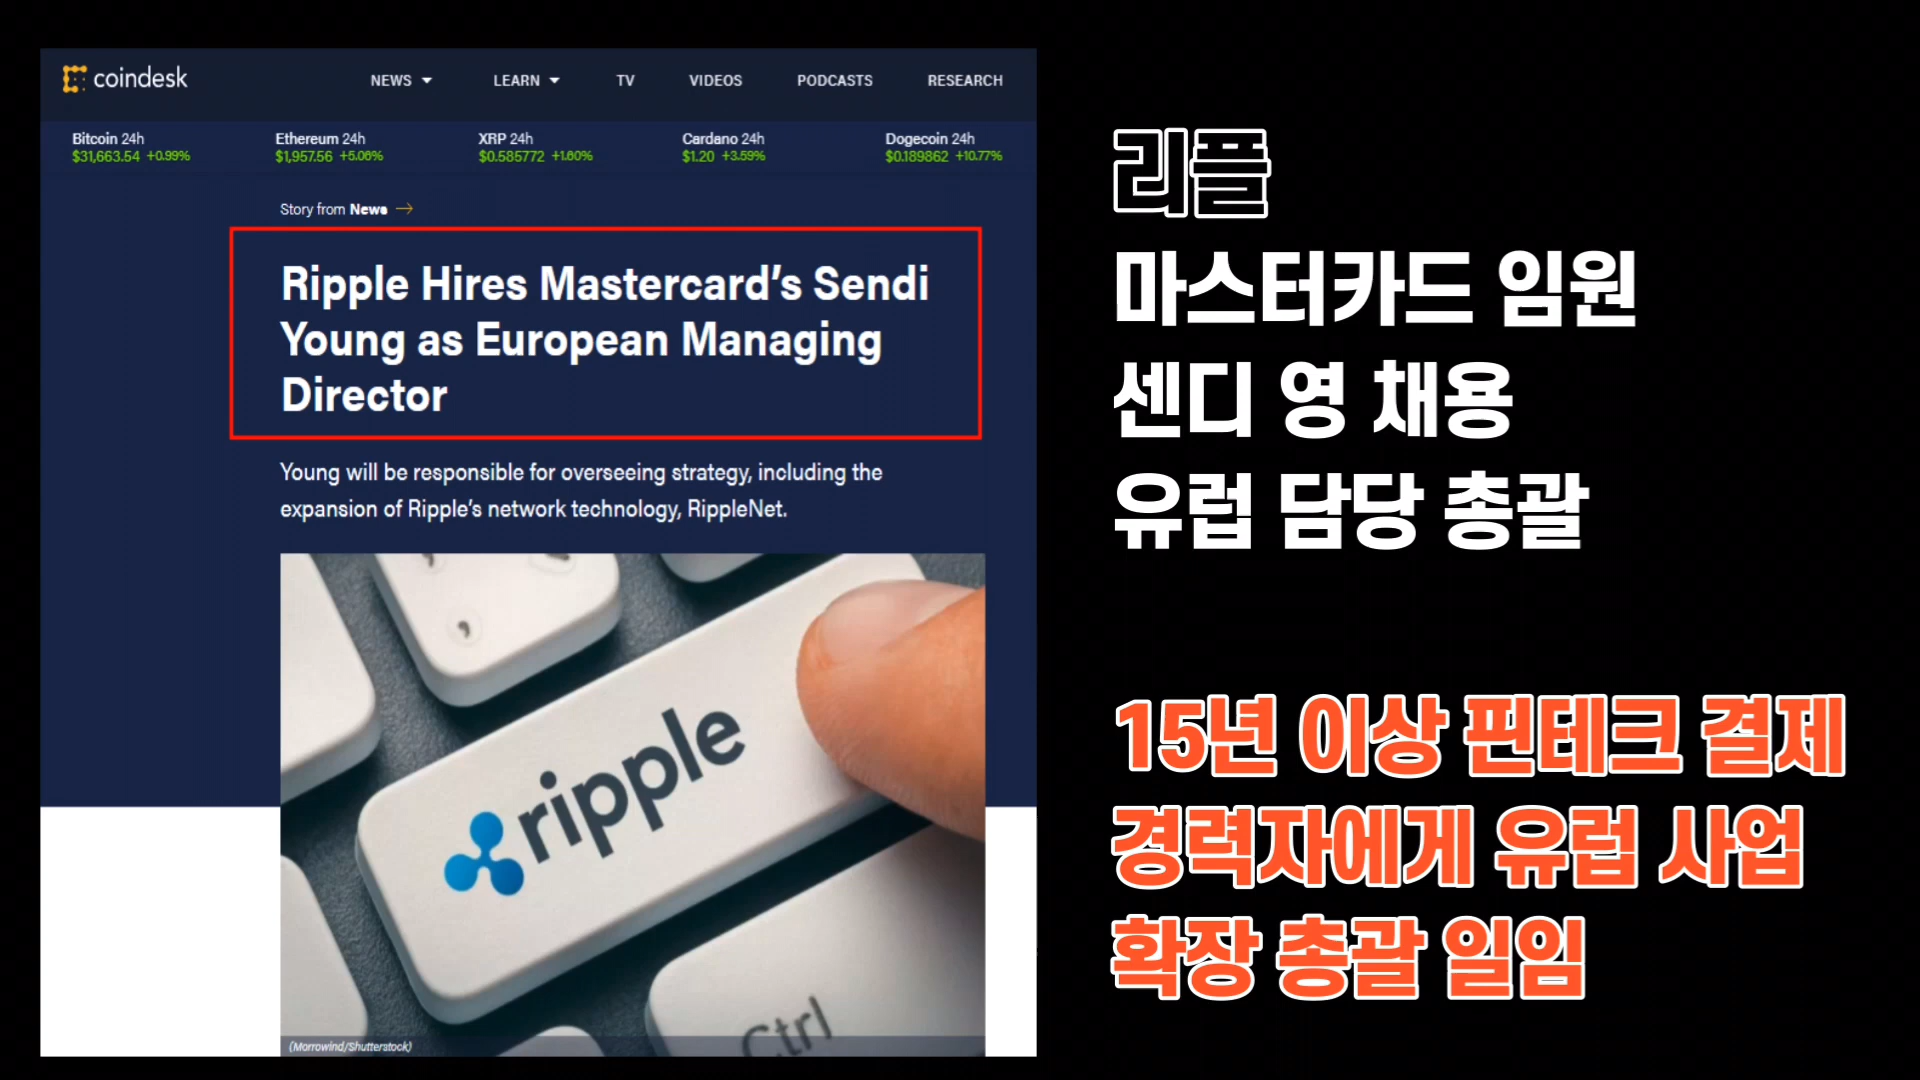 coindesk
NEWS LEARN TV VIDEOS PODCASTS RESEARCH
Bitcoin 24h Ethereum 24h XRP 24h Cardano 24h Dogecoin 24h
$31,663.54 +0.99% $1,957.56 +5.06% $0.585772 +1.60% $1.20 +3.59% $0.189862 +10.77%
Story from News →
Ripple Hires Mastercard's Sendi
Young as European Managing
Director
Young will be responsible for overseeing strategy, including the
expansion of Ripple's network technology, RippleNet.
ripple
Ctrl
(Morrowind/Shutterstock)
리플
마스터카드 임원
센디 영 채용
유럽 담당 총괄
15년 이상 핀테크 결제
경력자에게 유럽 사업
확장 총괄 일임